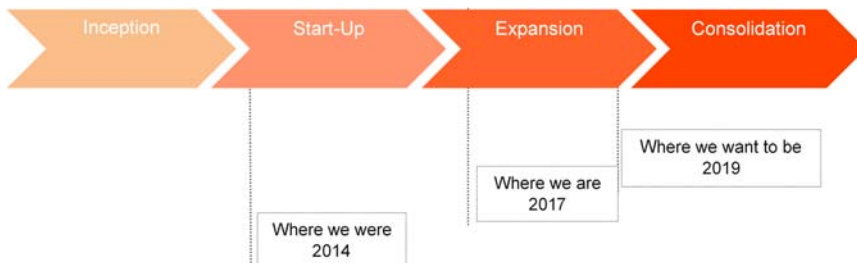 Inception
Start-Up
Expansion
Consolidation
Where we want to be
2019
Where we are
2017
Where we were
2014